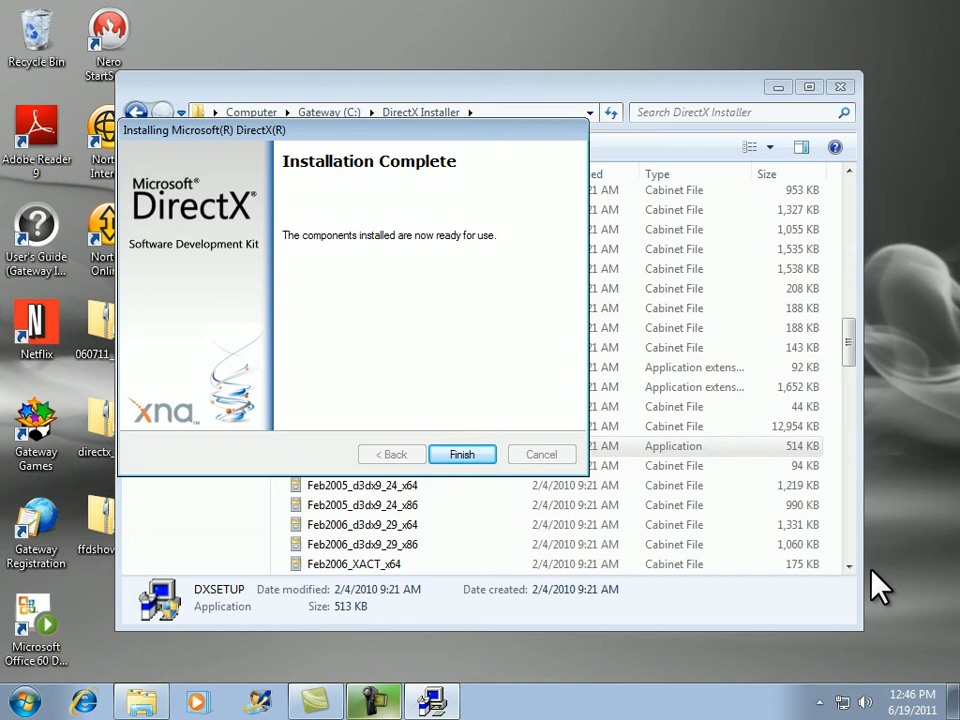 Recycle Bin
Nero
StartS
Adobe Reader
9
Nort
Inter
User's Guide
(Gateway I...
Nort
Onli
Netflix
060711_
Gateway
Games
directx_
Gateway
Registration
ffdshow
Microsoft
Office 60 D...
Computer
Gateway (C:)
DirectX Installer
Search DirectX Installer
Installing Microsoft(R) DirectX(R)
Installation Complete
The components installed are now ready for use.
Microsoft®
DirectX®
Software Development Kit
xna™
< Back
Finish
Cancel
ed Type Size
21 AM Cabinet File 953 KB
21 AM Cabinet File 1,327 KB
21 AM Cabinet File 1,055 KB
21 AM Cabinet File 1,535 KB
21 AM Cabinet File 1,538 KB
21 AM Cabinet File 208 KB
21 AM Cabinet File 188 KB
21 AM Cabinet File 188 KB
21 AM Cabinet File 143 KB
21 AM Application extens... 92 KB
21 AM Application extens... 1,652 KB
21 AM Cabinet File 44 KB
21 AM Cabinet File 12,954 KB
21 AM Application 514 KB
21 AM Cabinet File 94 KB
Feb2005_d3dx9_24_x64 2/4/2010 9:21 AM Cabinet File 1,219 KB
Feb2005_d3dx9_24_x86 2/4/2010 9:21 AM Cabinet File 990 KB
Feb2006_d3dx9_29_x64 2/4/2010 9:21 AM Cabinet File 1,331 KB
Feb2006_d3dx9_29_x86 2/4/2010 9:21 AM Cabinet File 1,060 KB
Feb2006_XACT_x64 2/4/2010 9:21 AM Cabinet File 175 KB
DXSETUP Date modified: 2/4/2010 9:21 AM Date created: 2/4/2010 9:21 AM
Application Size: 513 KB
12:46 PM
6/19/2011